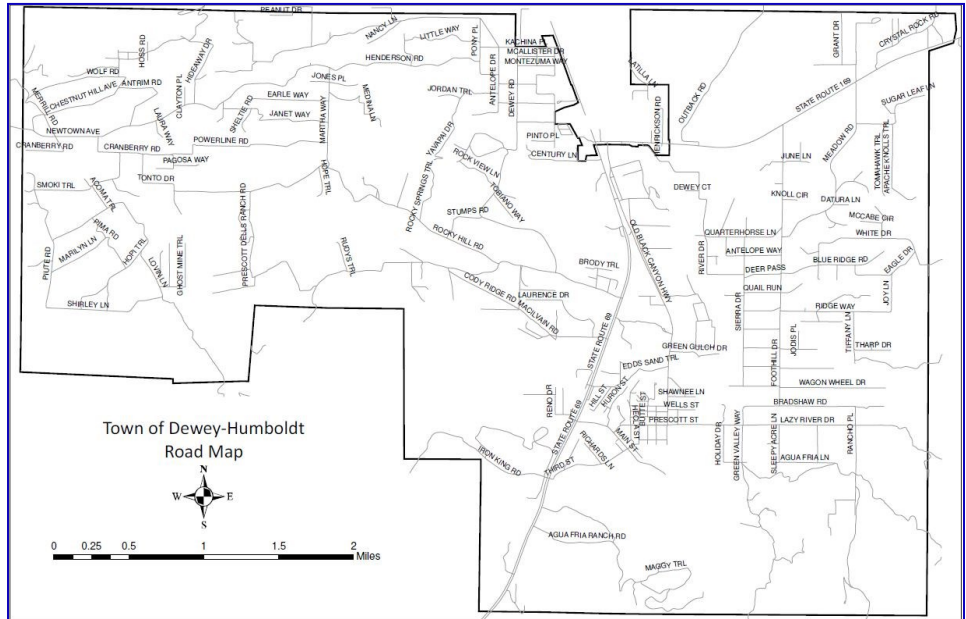 PEANUT DR
NANCY LN
LITTLE WAY
PONY PL
KACHINA PL
MCALLISTER DR
MONTEZUMA WAY
GRANT DR
CRYSTAL ROCK RD
HOSS RD
HIDEAWAY DR
HENDERSON RD
ANTELOPE DR
DEWEY RD
LATILLA LN
OUTBACK RD
STATE ROUTE 169
SUGAR LEAF LN
WOLF RD
ANTRIM RD
CHESTNUT HILL AVE
MERRILL RD
CLAYTON PL
JONES PL
EARLE WAY
SHELTIE RD
JANET WAY
MARTHA WAY
MEDINA LN
JORDAN TRL
YAVAPAI DR
HENRICKSON RD
MEADOW RD
TOMAHAWK TRL
APACHE KNOLLS TRL
NEWTOWN AVE
CRANBERRY RD
CRANBERRY RD
LAURA WAY
POWERLINE RD
PAGOSA WAY
TONTO DR
HOPE TRL
PINTO PL
CENTURY LN
ROCK VIEW LN
JUNE LN
SMOKI TRL
AGOMA TRL
PRESCOTT DELLS RANCH RD
ROCKY SPRINGS TRL
TOBIANO WAY
STUMPS RD
ROCKY HILL RD
DEWEY CT
KNOLL CIR
DATURA LN
MCCABE CIR
PIMA RD
MARILYN LN
HOPI TRL
PIUTE RD
LOVIN LN
GHOST MINE TRL
RUDYS TRL
OLD BLACK CANYON HWY
QUARTERHORSE LN
ANTELOPE WAY
WHITE DR
BLUE RIDGE RD
EAGLE DR
RIVER DR
DEER PASS
BRODY TRL
CODY RIDGE RD
LAURENCE DR
MACILVAIN RD
SHIRLEY LN
QUAIL RUN
SIERRA DR
RIDGE WAY
JOY LN
JODIS PL
TIFFANY LN
THARP DR
STATE ROUTE 69
GREEN GULCH DR
EDDS SAND TRL
FOOTHILL DR
WAGON WHEEL DR
RENO DR
HILL ST
HURON ST
SHAWNEE LN
WELLS ST
BUTTE ST
HECLA ST
PRESCOTT ST
BRADSHAW RD
LAZY RIVER DR
HOLIDAY DR
GREEN VALLEY WAY
SLEEPY ACRE LN
RANCHO PL
AGUA FRIA LN
STATE ROUTE 69
MAIN ST
RICHARDS LN
THIRD ST
IRON KING RD
AGUA FRIA RANCH RD
MAGGY TRL
Town of Dewey-Humboldt
Road Map
N
W E
S
0 0.25 0.5 1 1.5 2
Miles